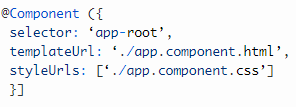 @Component ({
selector: ‘app-root’,
templateUrl: ‘./app.component.html’,
styleUrls: [‘./app.component.css’]
}]